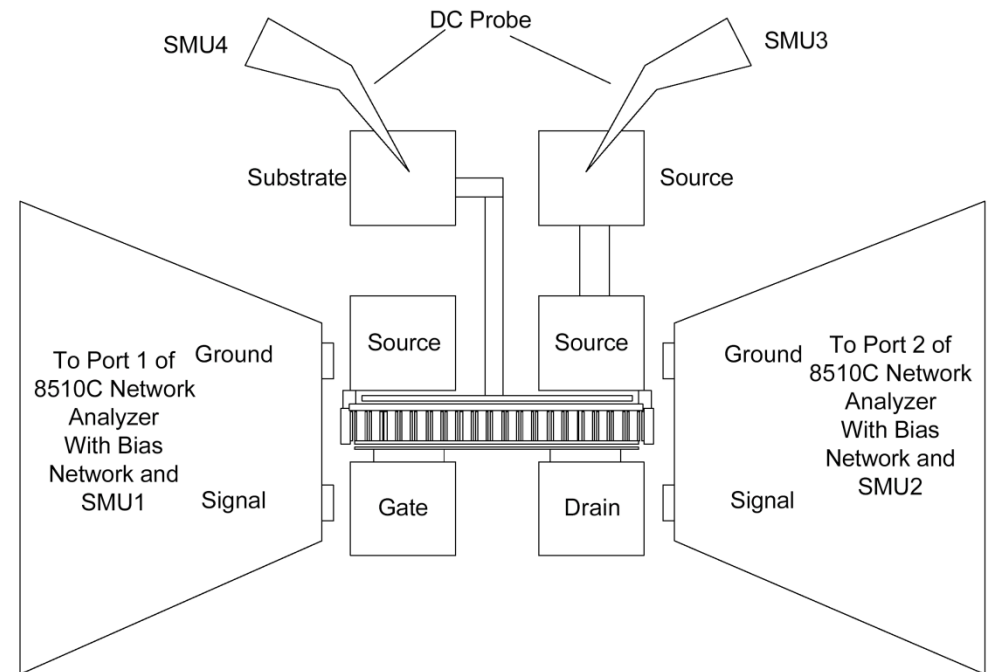 DC Probe
SMU4
SMU3
Substrate
Source
Source
Source
To Port 1 of
8510C Network
Analyzer
With Bias
Network and
SMU1
Ground
Signal
Ground
Signal
To Port 2 of
8510C Network
Analyzer
With Bias
Network and
SMU2
Gate
Drain